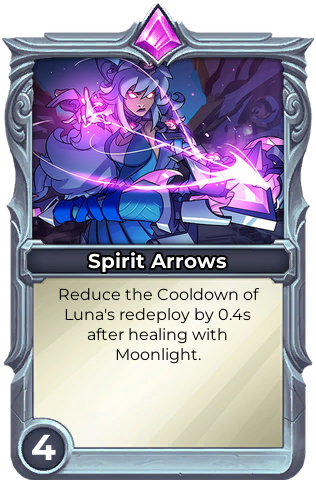 Spirit Arrows
Reduce the Cooldown of
Luna's redeploy by 0.4s
after healing with
Moonlight.
4